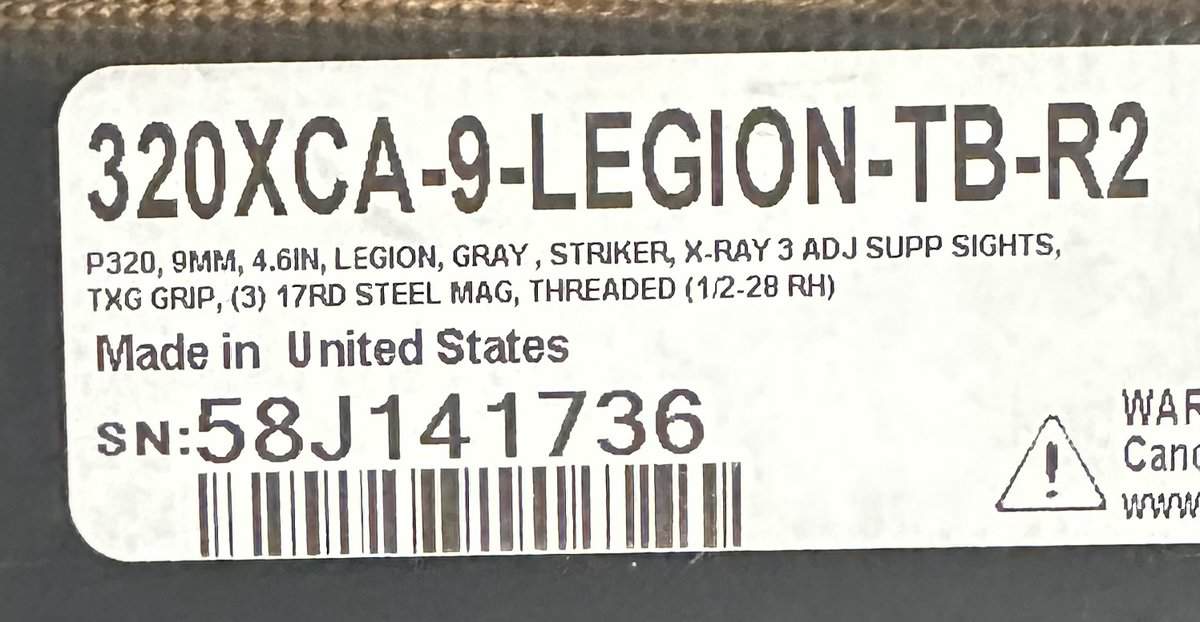 320XCA-9-LEGION-TB-R2
P320, 9MM, 4.6IN, LEGION, GRAY , STRIKER, X-RAY 3 ADJ SUPP SIGHTS,
TXG GRIP, (3) 17RD STEEL MAG, THREADED (1/2-28 RH)
Made in United States
SN:58J141736